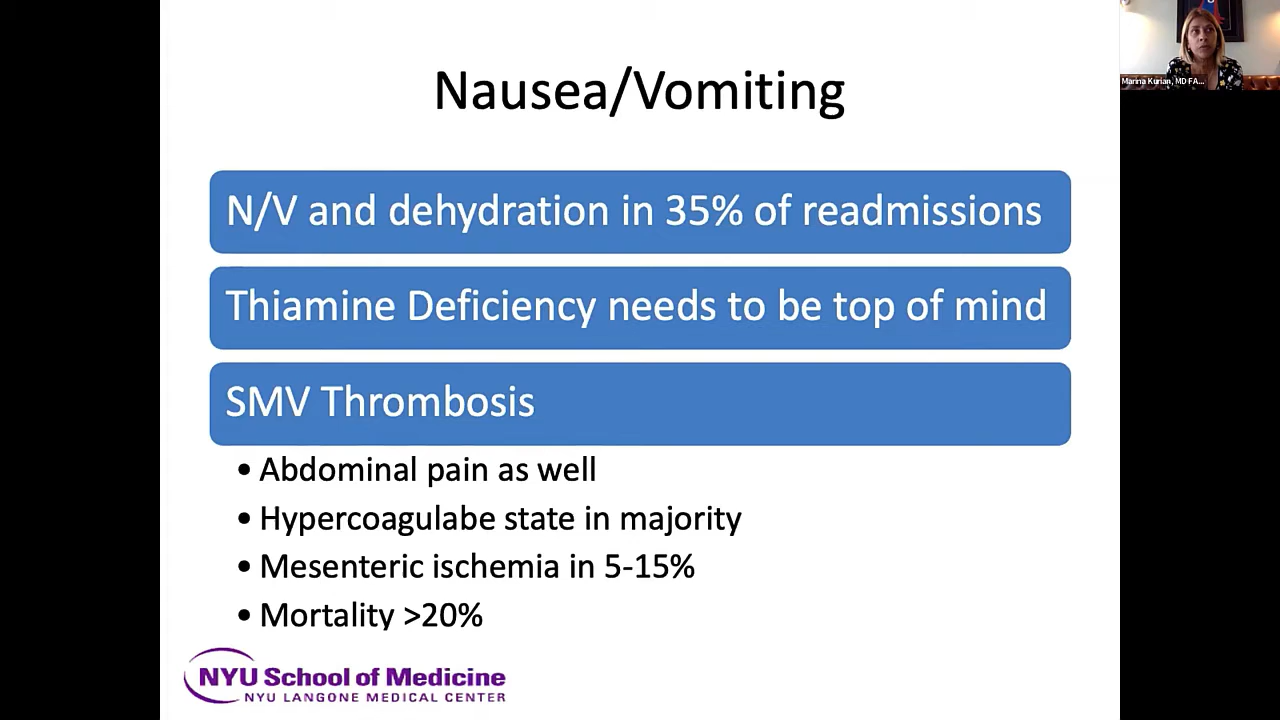 Nausea/Vomiting
Marina Kurian, MD FA...
N/V and dehydration in 35% of readmissions
Thiamine Deficiency needs to be top of mind
SMV Thrombosis
• Abdominal pain as well
• Hypercoagulabe state in majority
• Mesenteric ischemia in 5-15%
• Mortality >20%
NYU School of Medicine
NYU LANGONE MEDICAL CENTER